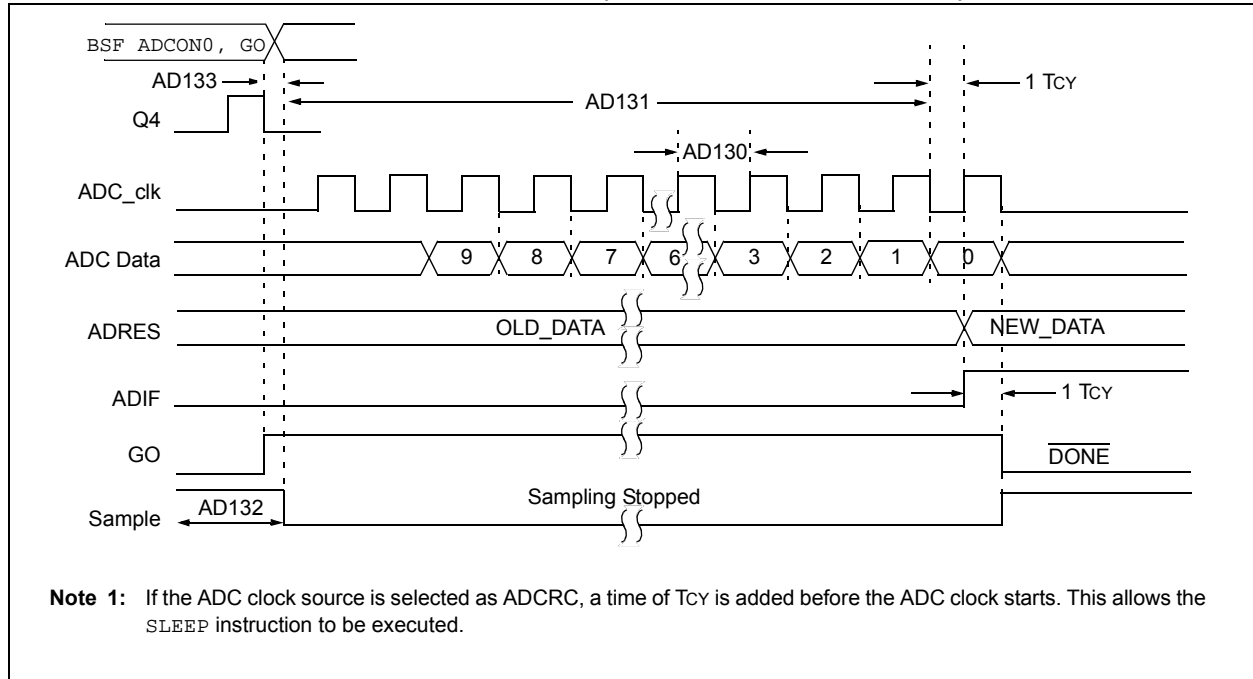 BSF ADCON0, GO
AD133
1 TCY
AD131
Q4
AD130
ADC_clk
ADC Data 9 8 7 6 3 2 1 0
ADRES OLD_DATA NEW_DATA
ADIF
1 TCY
GO
DONE
Sampling Stopped
AD132
Sample
Note 1: If the ADC clock source is selected as ADCRC, a time of TCY is added before the ADC clock starts. This allows the
SLEEP instruction to be executed.